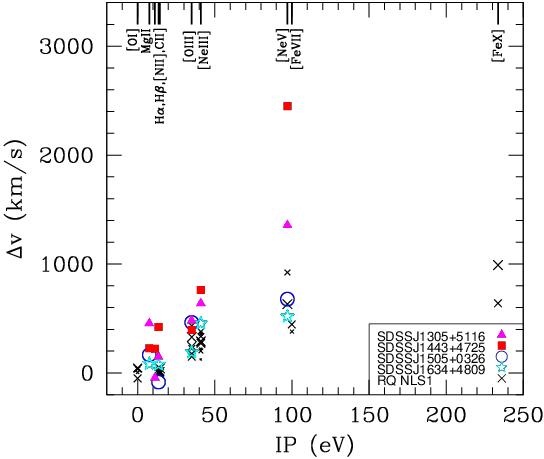 [OI]
MgII
Hα,Hβ,[NII],CII]
[OIII]
[NeIII]
[NeV]
[FeVII]
[FeX]
3000
2000
1000
0
Δv (km/s)
SDSSJ1305+5116
SDSSJ1443+4725
SDSSJ1505+0326
SDSSJ1634+4809
RQ NLS1
0 50 100 150 200 250
IP (eV)